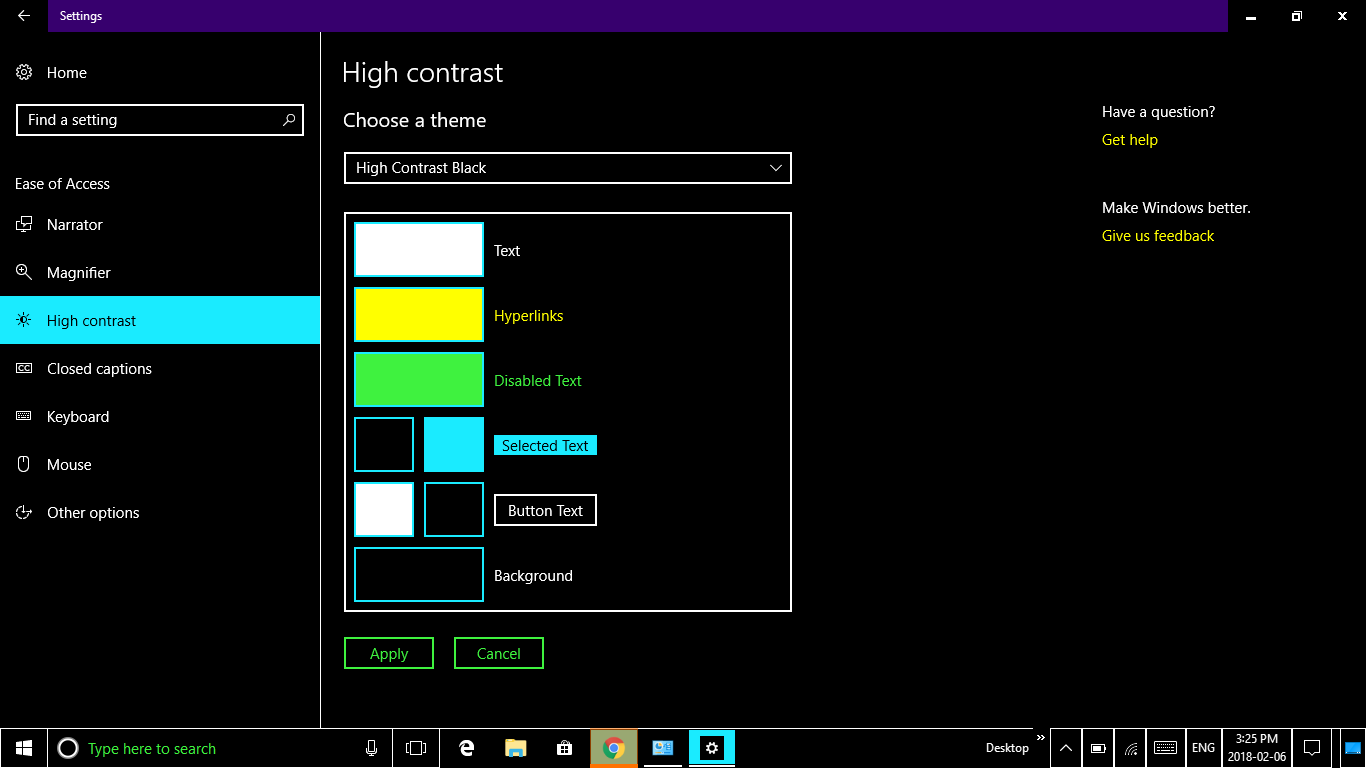 Settings
Home
Find a setting
Ease of Access
Narrator
Magnifier
High contrast
CC Closed captions
Keyboard
Mouse
Other options
High contrast
Choose a theme
High Contrast Black
Text
Hyperlinks
Disabled Text
Selected Text
Button Text
Background
Apply
Cancel
Have a question?
Get help
Make Windows better.
Give us feedback
Type here to search
Desktop
ENG
3:25 PM
2018-02-06